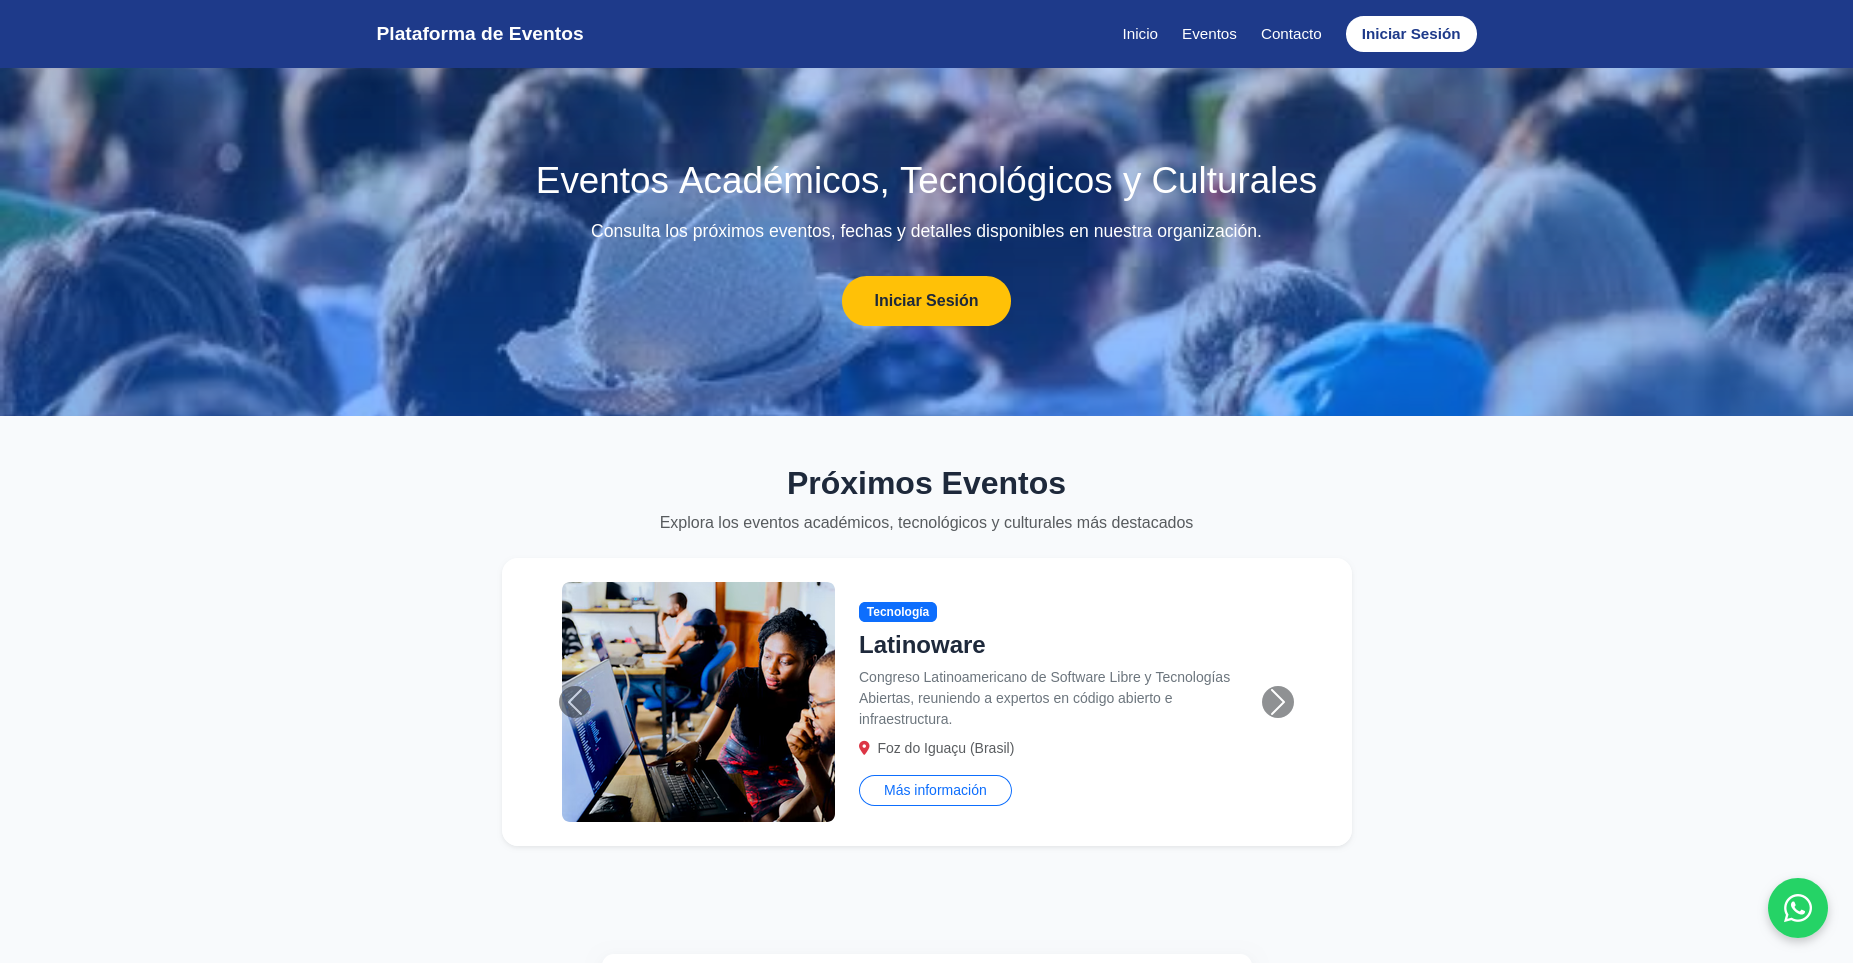 Plataforma de Eventos
Inicio
Eventos
Contacto
Iniciar Sesión
Eventos Académicos, Tecnológicos y Culturales
Consulta los próximos eventos, fechas y detalles disponibles en nuestra organización.
Iniciar Sesión
Próximos Eventos
Explora los eventos académicos, tecnológicos y culturales más destacados
Tecnología
Latinoware
Congreso Latinoamericano de Software Libre y Tecnologías
Abiertas, reuniendo a expertos en código abierto e
infraestructura.
Foz do Iguaçu (Brasil)
Más información